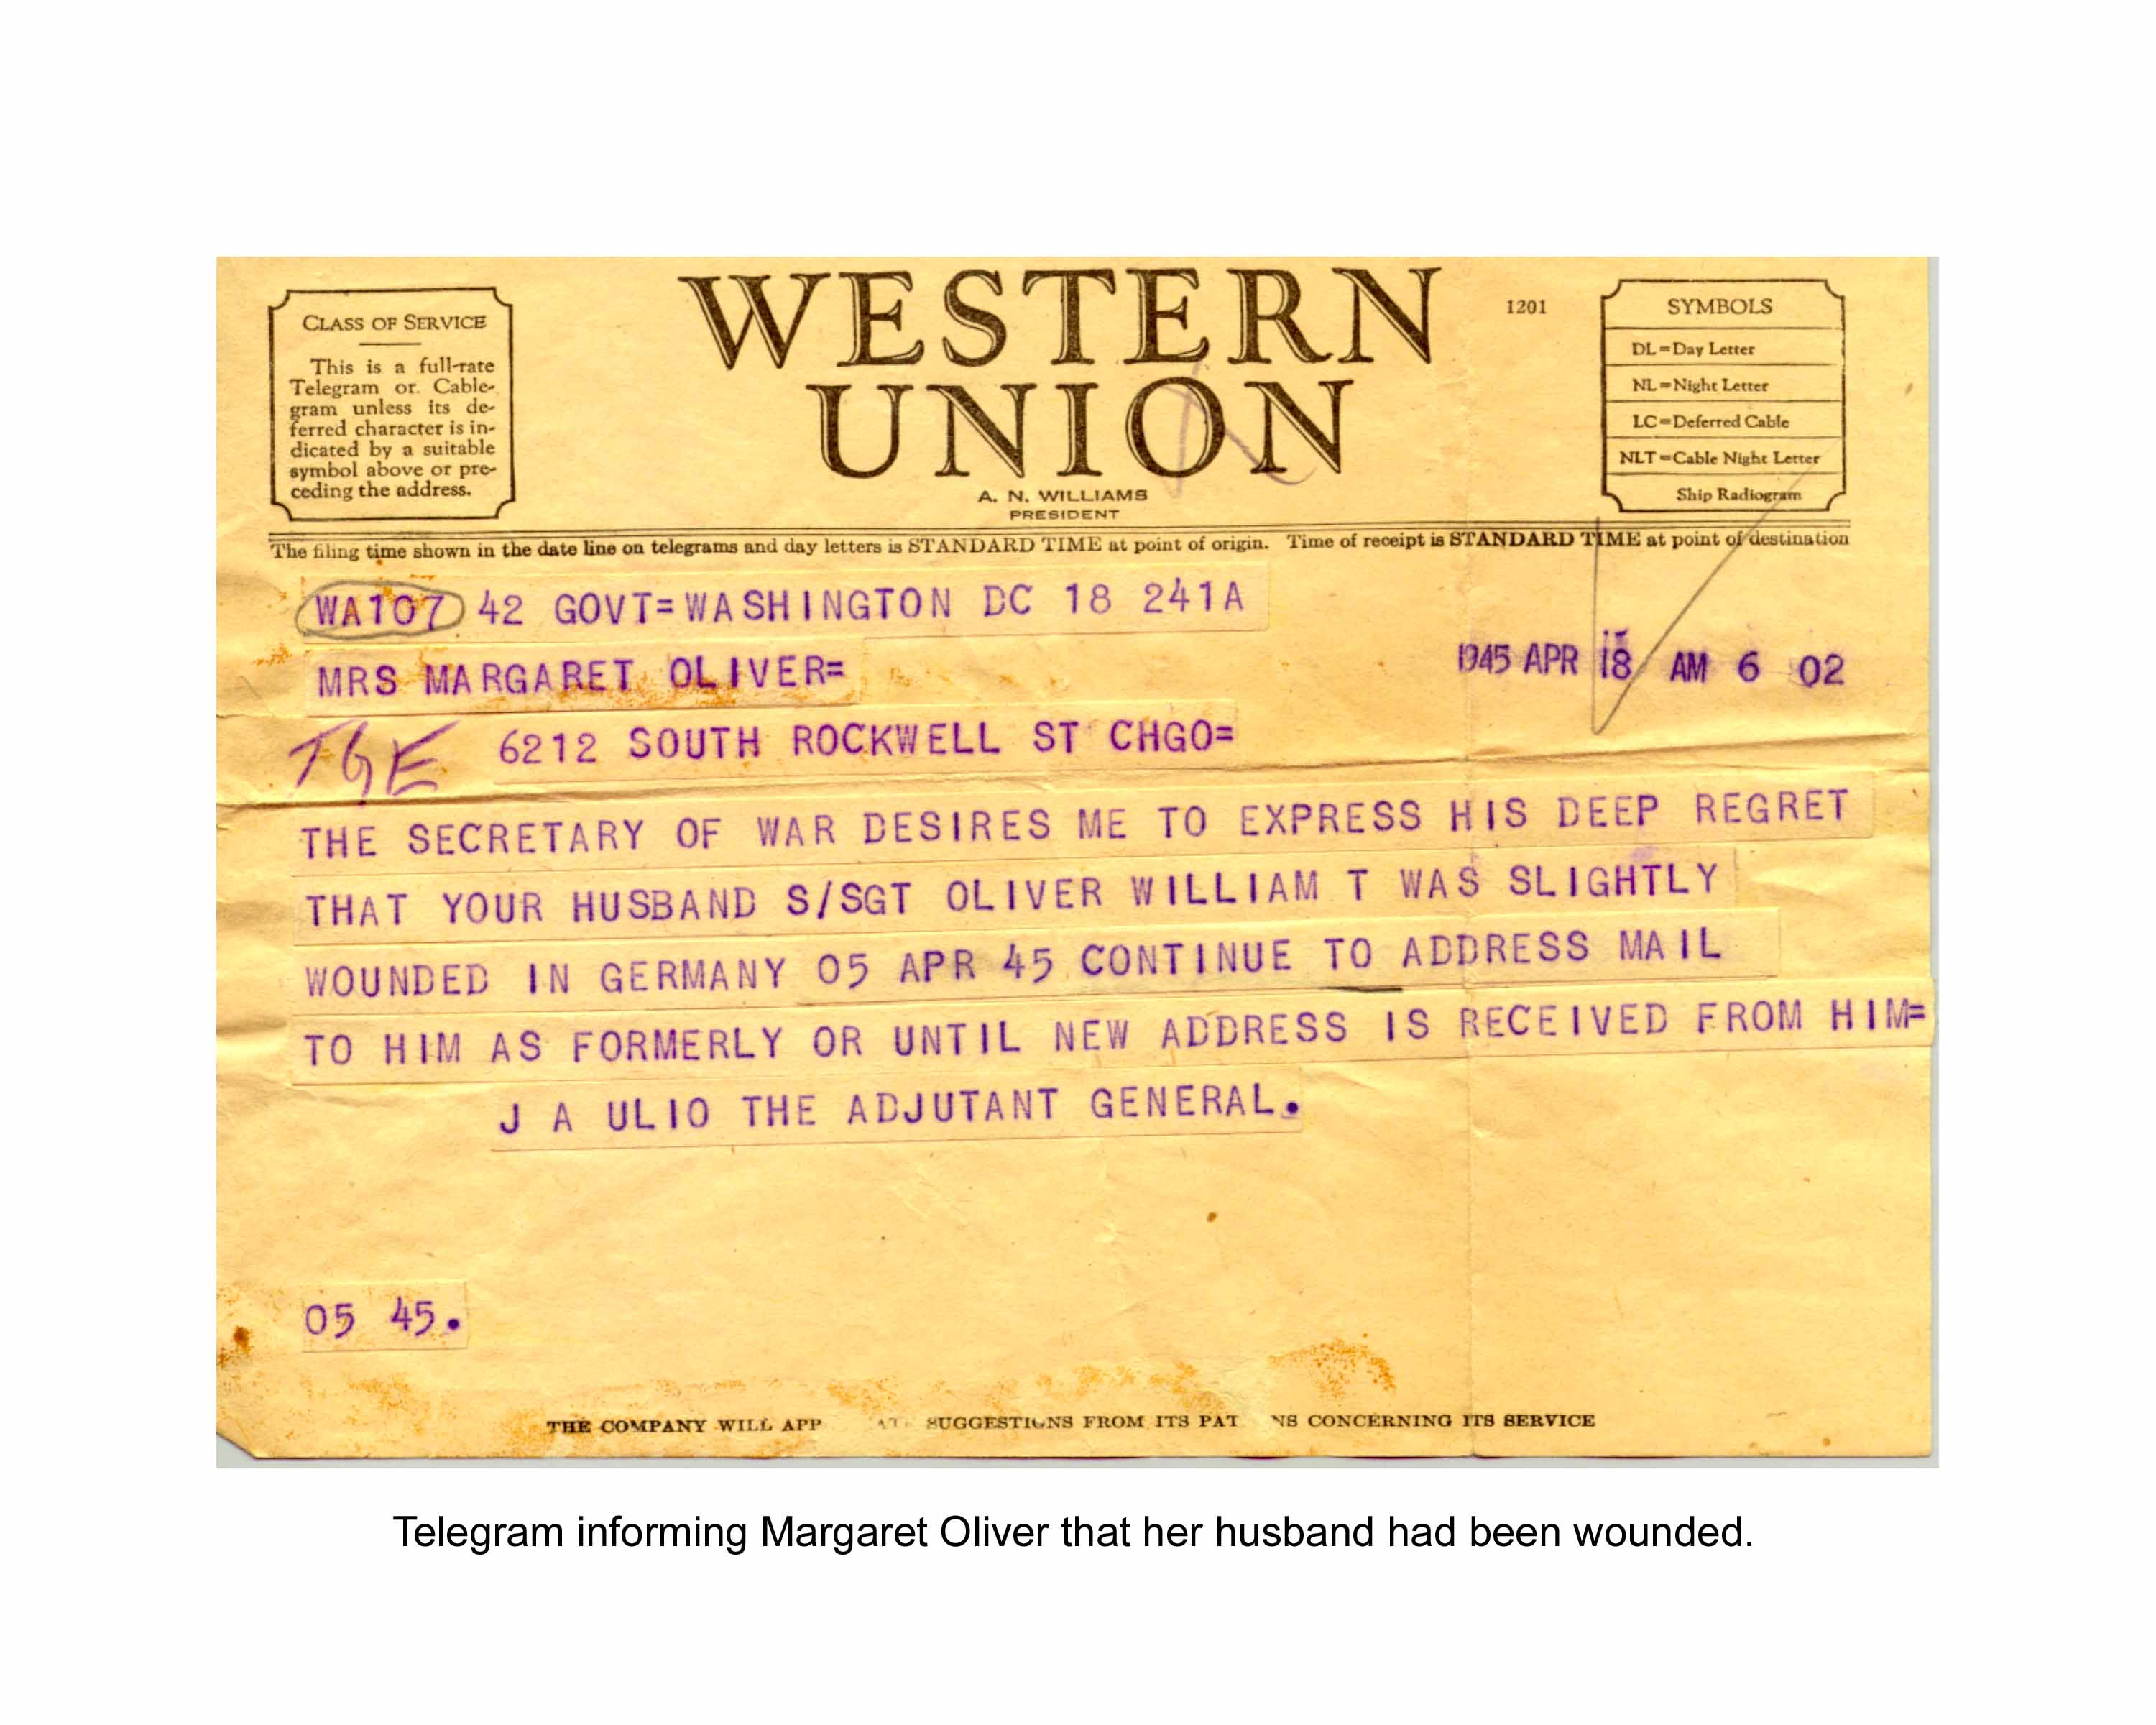 CLASS OF SERVICE
This is a full-rate
Telegram or Cable-
gram unless its de-
ferred character is in-
dicated by a suitable
symbol above or pre-
ceding the address.
WESTERN
UNION
A. N. WILLIAMS
PRESIDENT
1201
SYMBOLS
DL=Day Letter
NL=Night Letter
LC=Deferred Cable
NLT=Cable Night Letter
Ship Radiogram
The filing time shown in the date line on telegrams and day letters is STANDARD TIME at point of origin. Time of receipt is STANDARD TIME at point of destination
WA107 42 GOVT=WASHINGTON DC 18 241A
MRS MARGARET OLIVER=
1945 APR 18 AM 6 02
6212 SOUTH ROCKWELL ST CHGO=
THE SECRETARY OF WAR DESIRES ME TO EXPRESS HIS DEEP REGRET
THAT YOUR HUSBAND S/SGT OLIVER WILLIAM T WAS SLIGHTLY
WOUNDED IN GERMANY 05 APR 45 CONTINUE TO ADDRESS MAIL
TO HIM AS FORMERLY OR UNTIL NEW ADDRESS IS RECEIVED FROM HIM=
J A ULIO THE ADJUTANT GENERAL.
05 45.
THE COMPANY WILL APP SUGGESTIONS FROM ITS PAT NS CONCERNING ITS SERVICE
Telegram informing Margaret Oliver that her husband had been wounded.